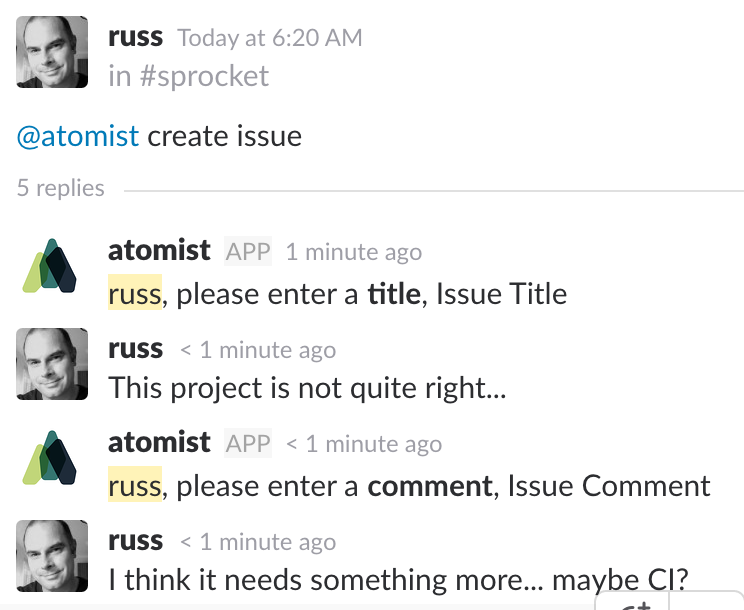 russ Today at 6:20 AM
in #sprocket
@atomist create issue
5 replies
atomist APP 1 minute ago
russ, please enter a title, Issue Title
russ < 1 minute ago
This project is not quite right...
atomist APP < 1 minute ago
russ, please enter a comment, Issue Comment
russ < 1 minute ago
I think it needs something more... maybe CI?